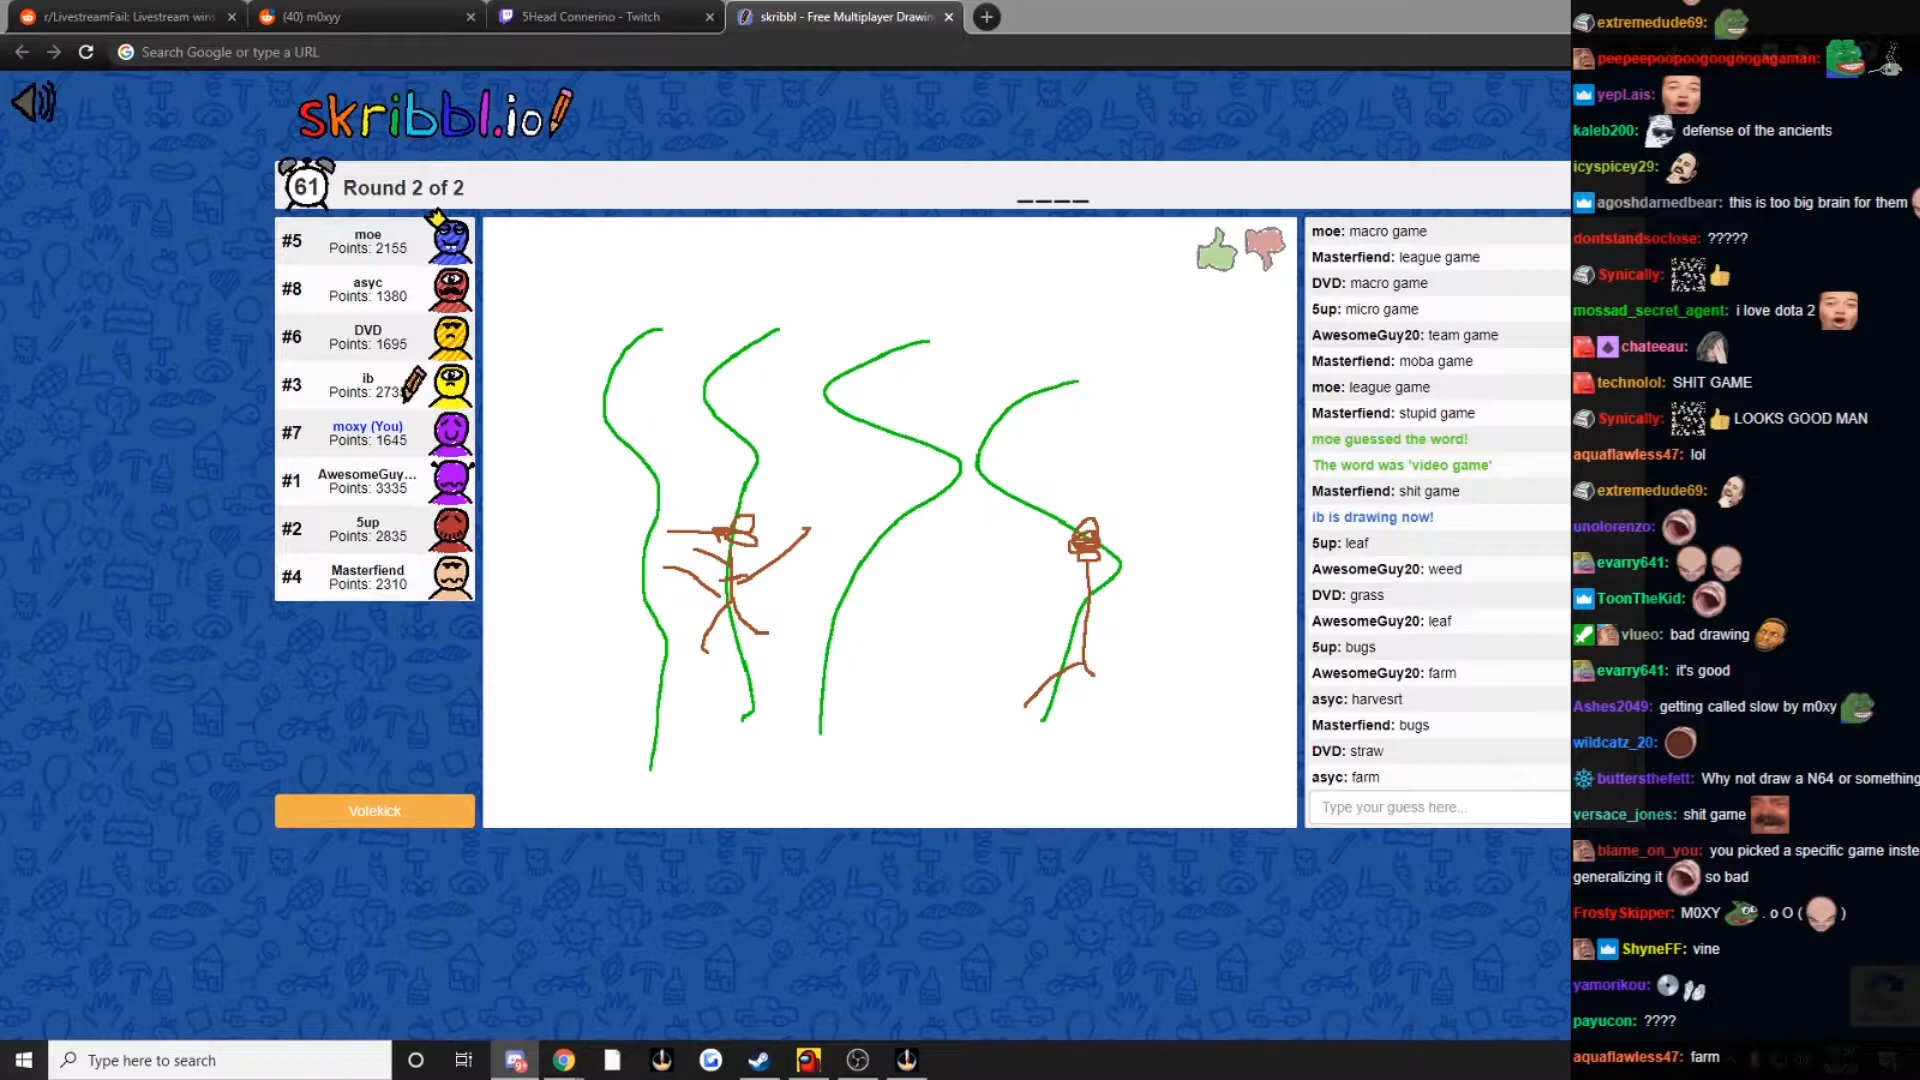 r/LivestreamFail: Livestream wins
(40) m0xyy
5Head Connerino - Twitch
skribbl - Free Multiplayer Drawin
Search Google or type a URL
skribbl.io
61
Round 2 of 2
____
#5 moe
Points: 2155
#8 asyc
Points: 1380
#6 DVD
Points: 1695
#3 ib
Points: 273
#7 moxy (You)
Points: 1645
#1 AwesomeGuy...
Points: 3335
#2 5up
Points: 2835
#4 Masterfiend
Points: 2310
Votekick
moe: macro game
Masterfiend: league game
DVD: macro game
5up: micro game
AwesomeGuy20: team game
Masterfiend: moba game
moe: league game
Masterfiend: stupid game
moe guessed the word!
The word was 'video game'
Masterfiend: shit game
ib is drawing now!
5up: leaf
AwesomeGuy20: weed
DVD: grass
AwesomeGuy20: leaf
5up: bugs
AwesomeGuy20: farm
asyc: harvesrt
Masterfiend: bugs
DVD: straw
asyc: farm
Type your guess here...
extremedude69:
peepeepoopoogoogoogagaman:
yepLais:
kaleb200: defense of the ancients
icyspicey29:
agoshdarnedbear: this is too big brain for them
dontstandsoclose: ?????
Synically:
mossad_secret_agent: i love dota 2
chateeau:
technolol: SHIT GAME
Synically: LOOKS GOOD MAN
aquaflawless47: lol
extremedude69:
unolorenzo:
evarry641:
ToonTheKid:
vlueo: bad drawing
evarry641: it's good
Ashes2049: getting called slow by m0xy
wildcatz_20:
buttersthefett: Why not draw a N64 or something
versace_jones: shit game
blame_on_you: you picked a specific game inste
generalizing it so bad
FrostySkipper: M0XY . o O ( )
ShyneFF: vine
yamorikou:
payucon: ????
aquaflawless47: farm
Type here to search